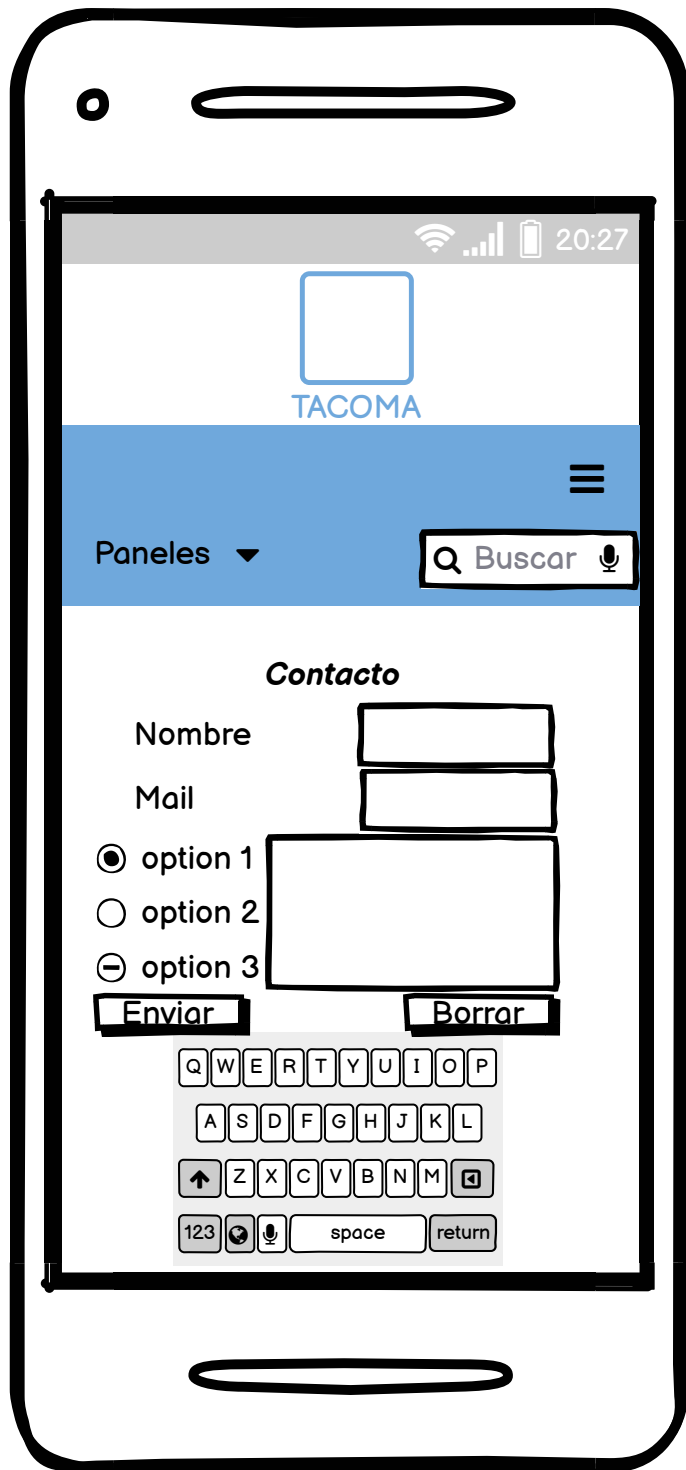 20:27
TACOMA
Paneles
Buscar
Contacto
Nombre
Mail
option 1
option 2
option 3
Enviar Borrar
Q W E R T Y U I O P
A S D F G H J K L
Z X C V B N M
123 space return